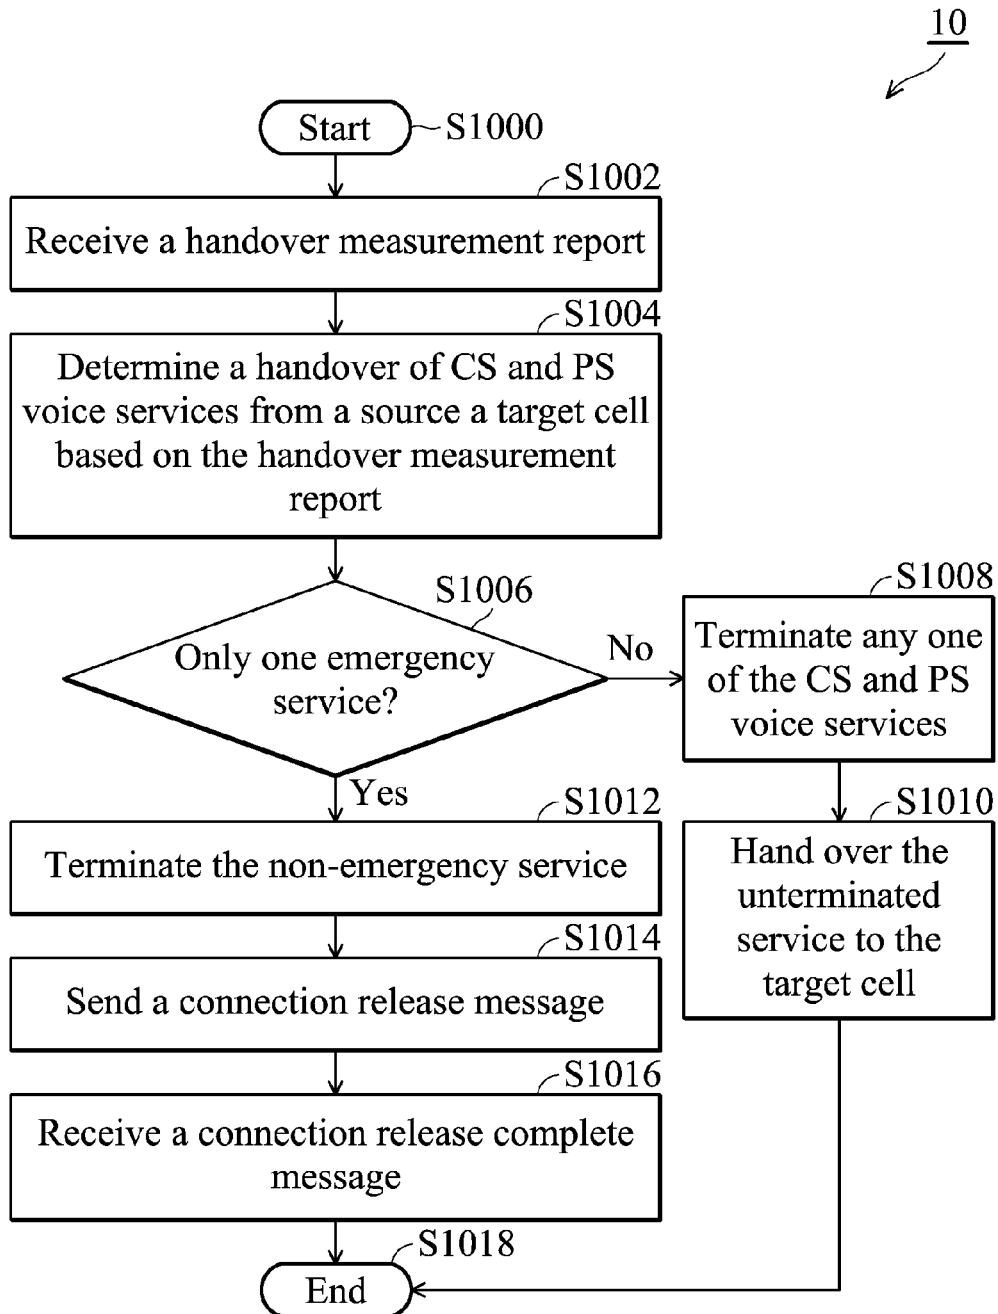 10
Start
S1000
S1002
Receive a handover measurement report
S1004
Determine a handover of CS and PS
voice services from a source a target cell
based on the handover measurement
report
S1006
Only one emergency
service?
No
S1008
Terminate any one
of the CS and PS
voice services
Yes
S1012
Terminate the non-emergency service
S1010
Hand over the
unterminated
service to the
target cell
S1014
Send a connection release message
S1016
Receive a connection release complete
message
S1018
End